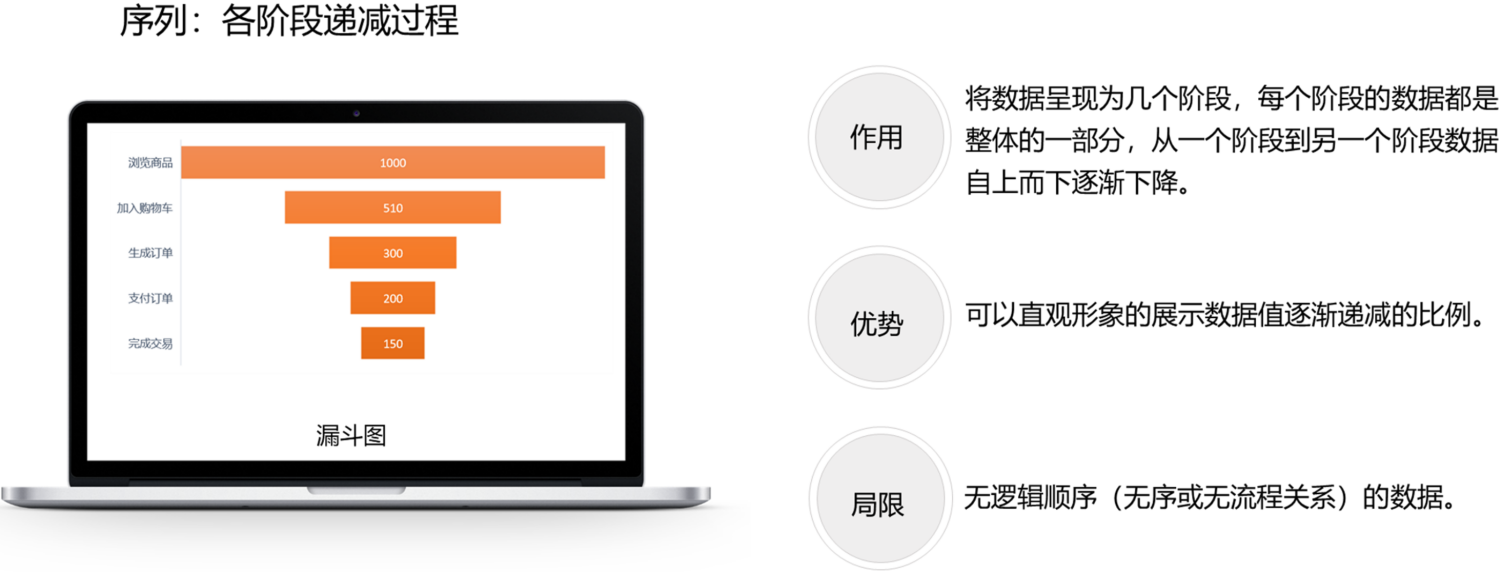 序列：各阶段递减过程
浏览商品
1000
加入购物车
510
生成订单
300
支付订单
200
完成交易
150
漏斗图
作用
将数据呈现为几个阶段，每个阶段的数据都是
整体的一部分，从一个阶段到另一个阶段数据
自上而下逐渐下降。
优势
可以直观形象的展示数据值逐渐递减的比例。
局限
无逻辑顺序（无序或无流程关系）的数据。